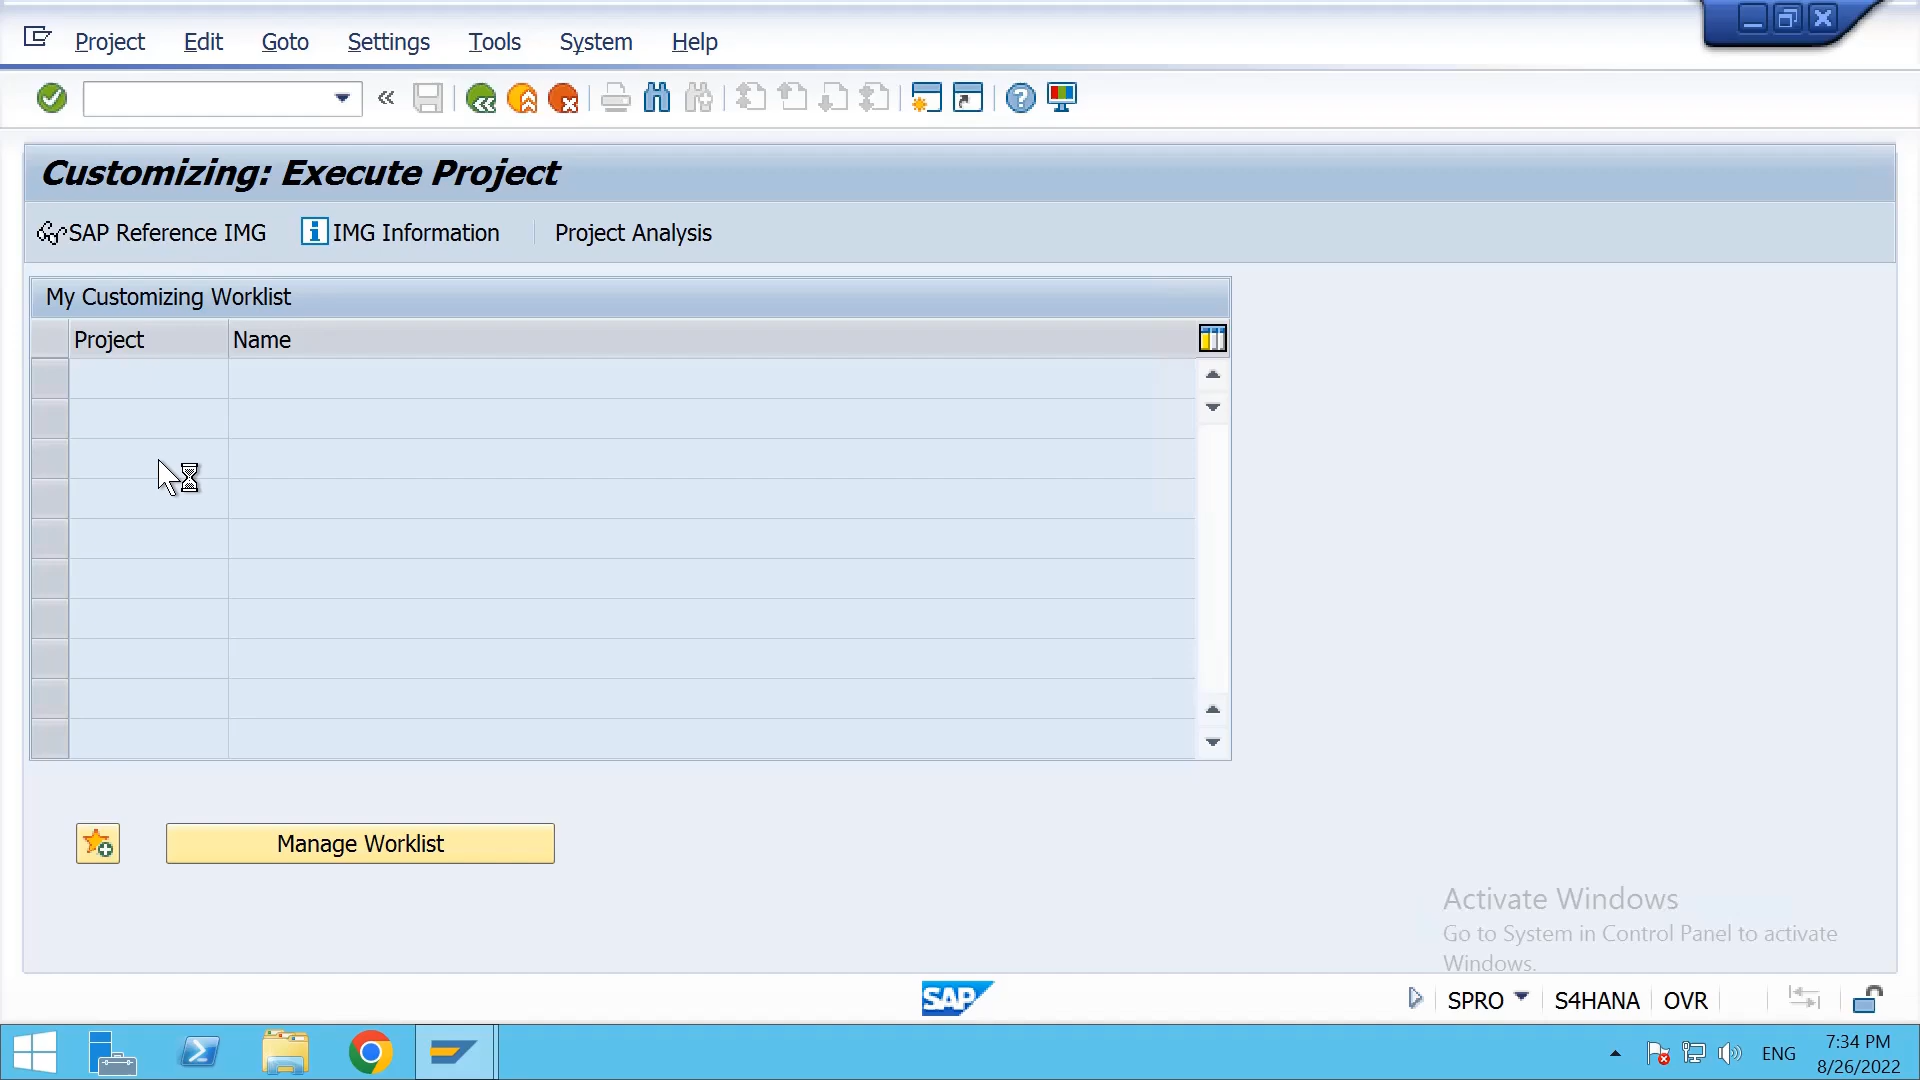 Project Edit Goto Settings Tools System Help
Customizing: Execute Project
SAP Reference IMG IMG Information Project Analysis
My Customizing Worklist
Project Name
Manage Worklist
Activate Windows
Go to System in Control Panel to activate
Windows.
SAP SPRO S4HANA OVR
ENG 7:34 PM
8/26/2022